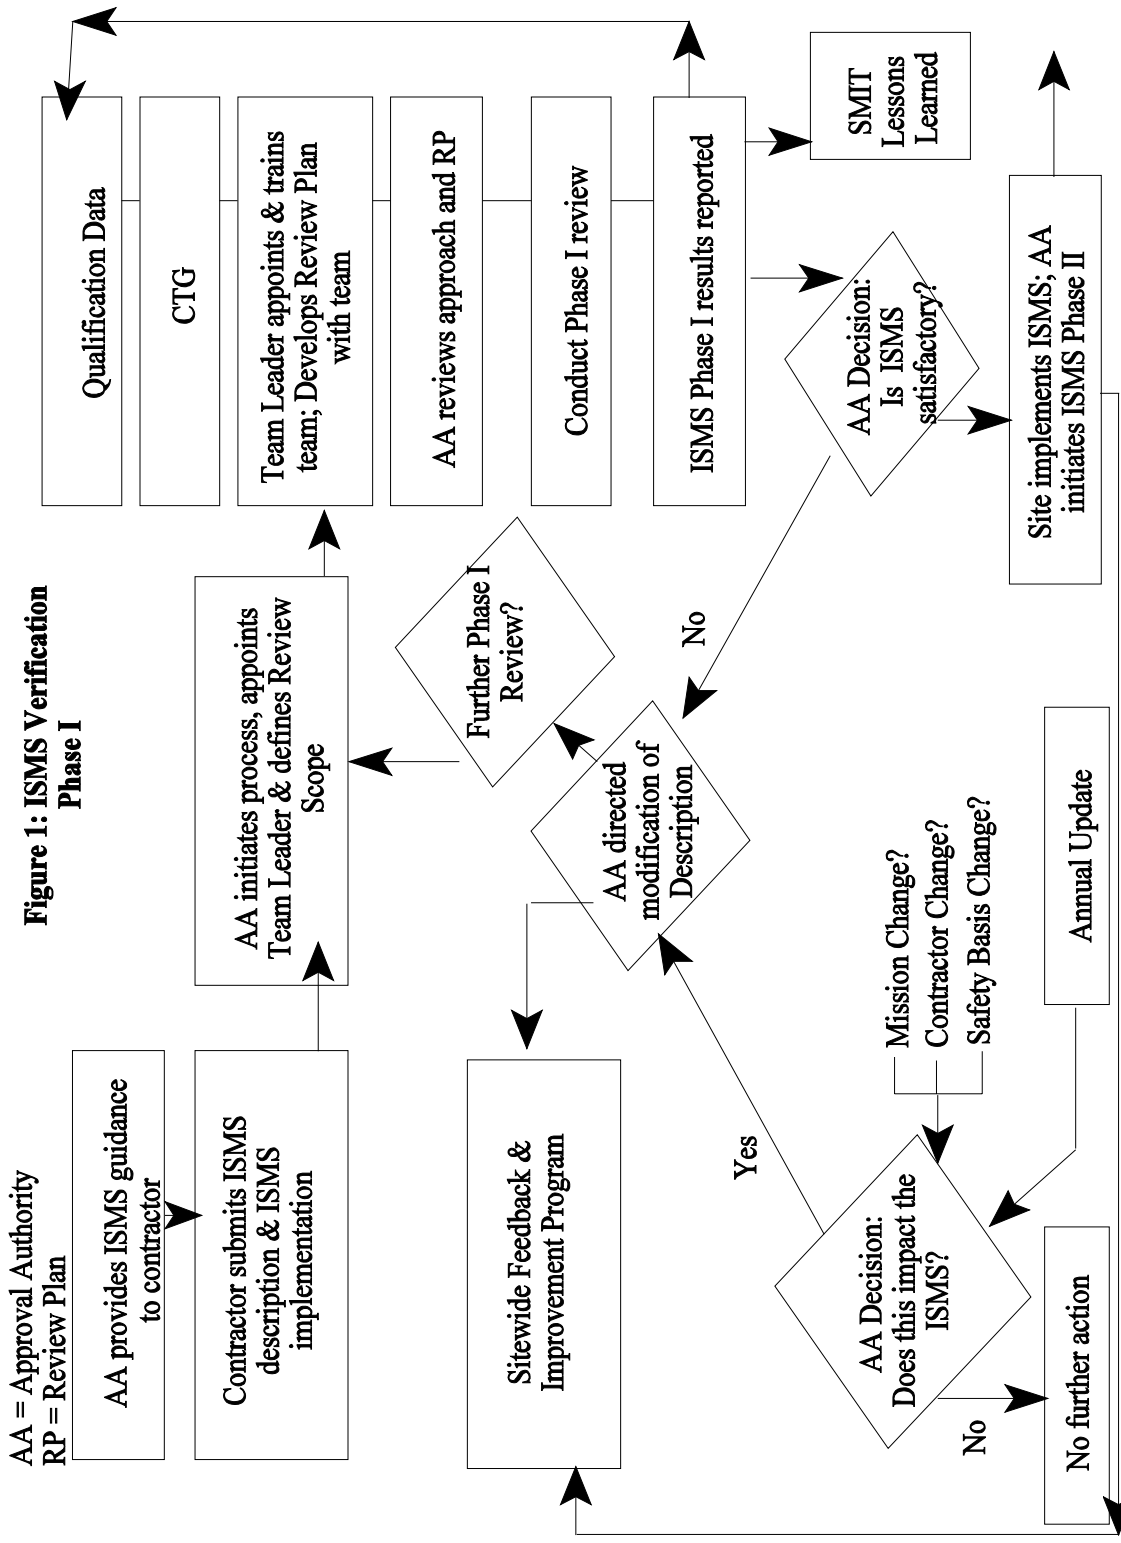 AA = Approval Authority
RP = Review Plan
Figure 1: ISMS Verification
Phase I
AA provides ISMS guidance
to contractor
Contractor submits ISMS
description & ISMS
implementation
AA initiates process, appoints
Team Leader & defines Review
Scope
Qualification Data
CTG
Team Leader appoints & trains
team; Develops Review Plan
with team
AA reviews approach and RP
Conduct Phase I review
ISMS Phase I results reported
SMIT
Lessons
Learned
Further Phase I
Review?
AA directed
modification of
Description
Sitewide Feedback &
Improvement Program
No
AA Decision:
Is ISMS
satisfactory?
Yes
Mission Change?
Contractor Change?
Safety Basis Change?
AA Decision:
Does this impact the
ISMS?
No
No further action
Annual Update
Site implements ISMS; AA
initiates ISMS Phase II